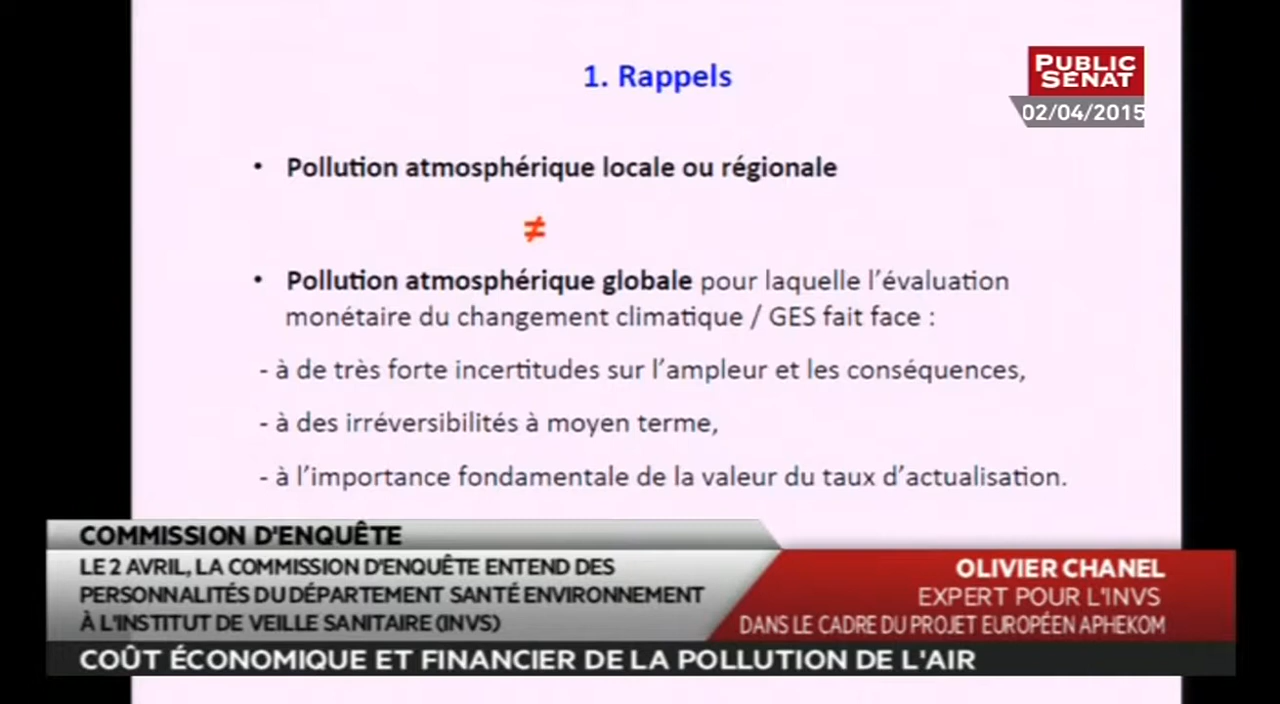 1. Rappels
PUBLIC
SÉNAT
02/04/2015
• Pollution atmosphérique locale ou régionale
≠
• Pollution atmosphérique globale pour laquelle l'évaluation
monétaire du changement climatique / GES fait face :
- à de très forte incertitudes sur l'ampleur et les conséquences,
- à des irréversibilités à moyen terme,
- à l'importance fondamentale de la valeur du taux d'actualisation.
COMMISSION D'ENQUÊTE
LE 2 AVRIL, LA COMMISSION D'ENQUÊTE ENTEND DES
PERSONNALITÉS DU DÉPARTEMENT SANTÉ ENVIRONNEMENT
À L'INSTITUT DE VEILLE SANITAIRE (INVS)
OLIVIER CHANEL
EXPERT POUR L'INVS
DANS LE CADRE DU PROJET EUROPÉEN APHEKOM
COÛT ÉCONOMIQUE ET FINANCIER DE LA POLLUTION DE L'AIR